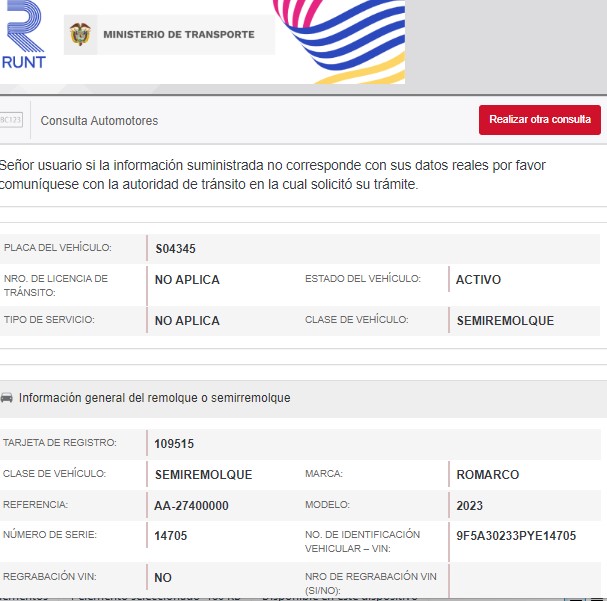 RUNT
MINISTERIO DE TRANSPORTE
Consulta Automotores
Realizar otra consulta
Señor usuario si la información suministrada no corresponde con sus datos reales por favor
comuníquese con la autoridad de tránsito en la cual solicitó su trámite.
PLACA DEL VEHÍCULO: S04345
NRO. DE LICENCIA DE TRÁNSITO: NO APLICA ESTADO DEL VEHÍCULO: ACTIVO
TIPO DE SERVICIO: NO APLICA CLASE DE VEHÍCULO: SEMIREMOLQUE
Información general del remolque o semirremolque
TARJETA DE REGISTRO: 109515
CLASE DE VEHÍCULO: SEMIREMOLQUE MARCA: ROMARCO
REFERENCIA: AA-27400000 MODELO: 2023
NÚMERO DE SERIE: 14705 NO. DE IDENTIFICACIÓN VEHICULAR – VIN: 9F5A30233PYE14705
REGRABACIÓN VIN: NO NRO DE REGRABACIÓN VIN (SI/NO):